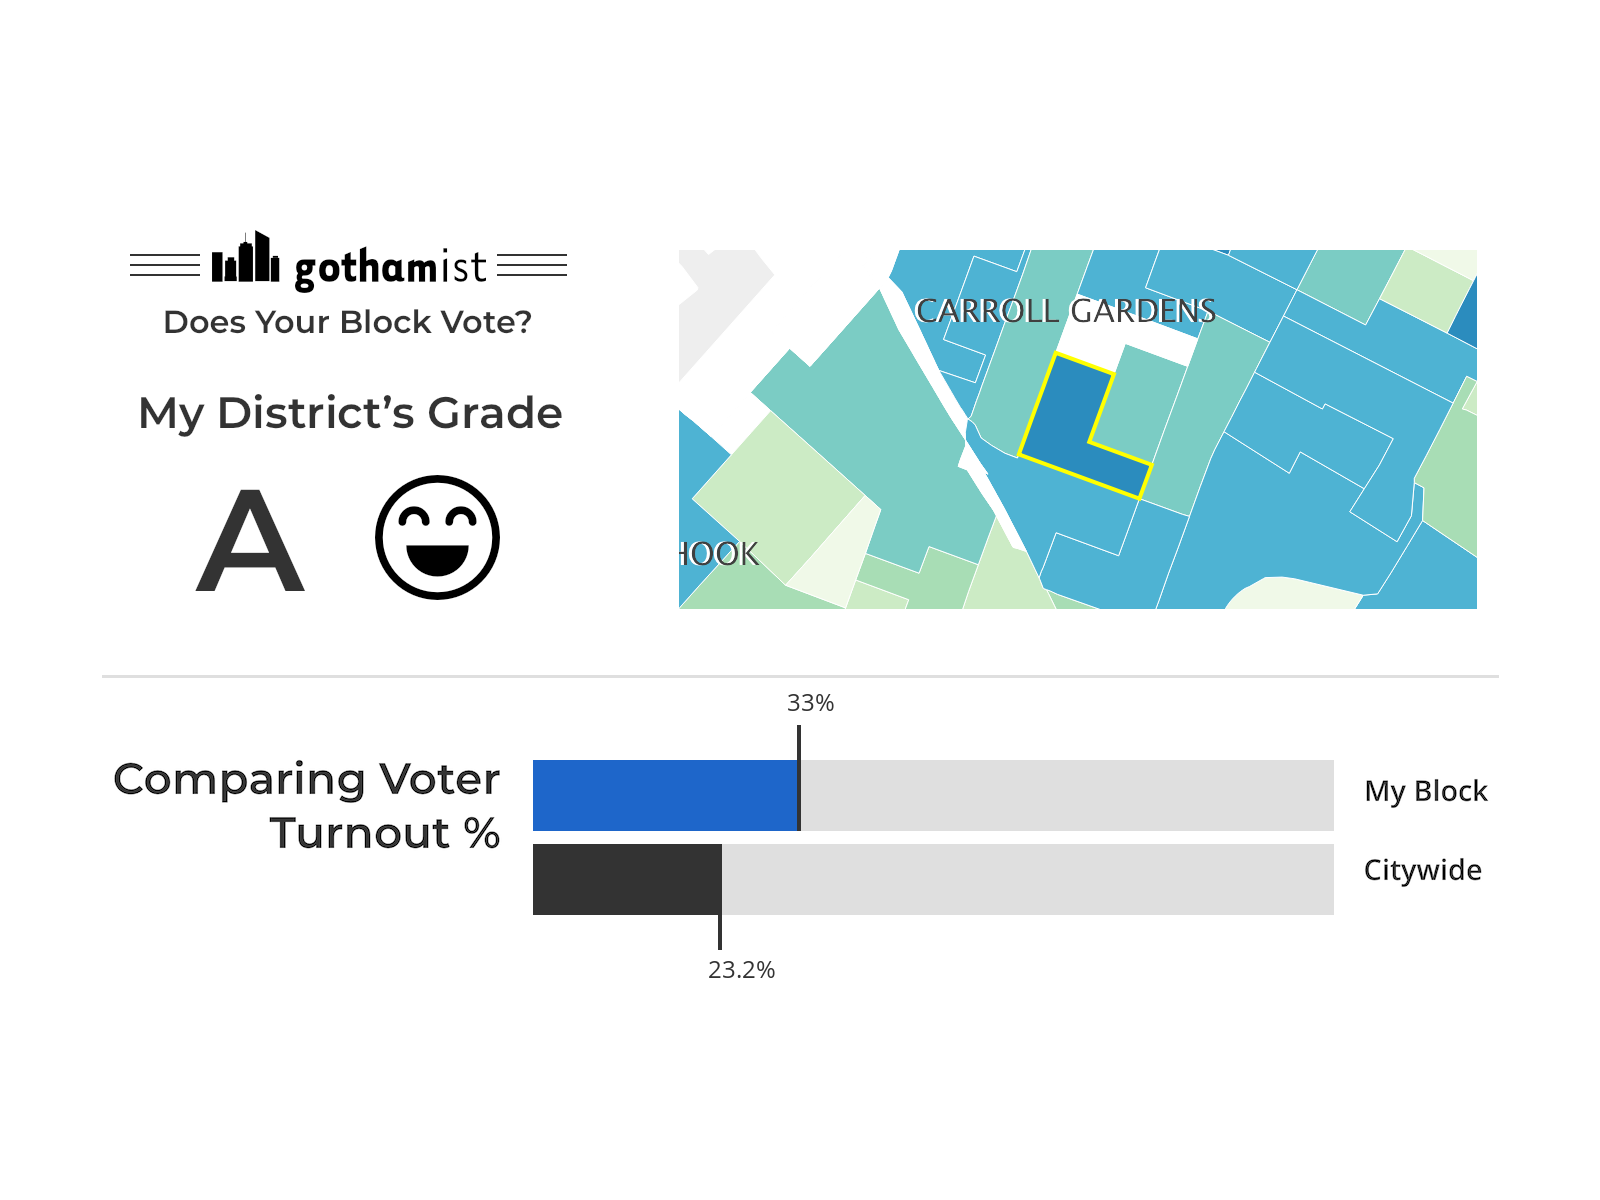 gothamist
Does Your Block Vote?
My District's Grade
A
CARROLL GARDENS
HOOK
33%
Comparing Voter
Turnout %
My Block
Citywide
23.2%